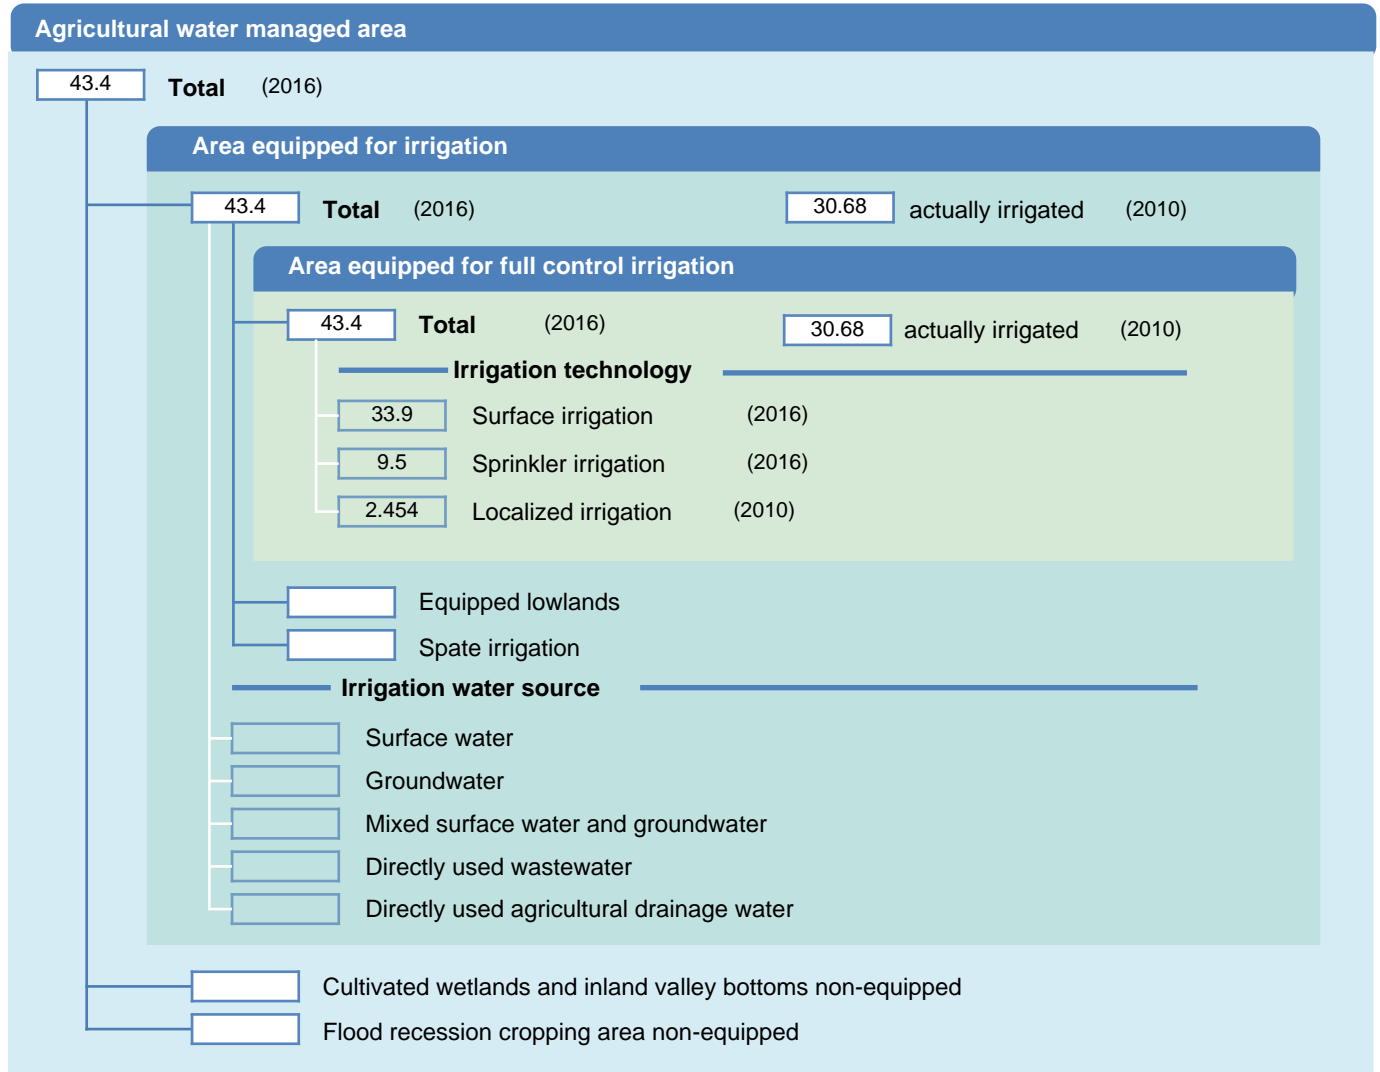 Agricultural water managed area
43.4 Total (2016)
Area equipped for irrigation
43.4 Total (2016) 30.68 actually irrigated (2010)
Area equipped for full control irrigation
43.4 Total (2016) 30.68 actually irrigated (2010)
Irrigation technology
33.9 Surface irrigation (2016)
9.5 Sprinkler irrigation (2016)
2.454 Localized irrigation (2010)
Equipped lowlands
Spate irrigation
Irrigation water source
Surface water
Groundwater
Mixed surface water and groundwater
Directly used wastewater
Directly used agricultural drainage water
Cultivated wetlands and inland valley bottoms non-equipped
Flood recession cropping area non-equipped